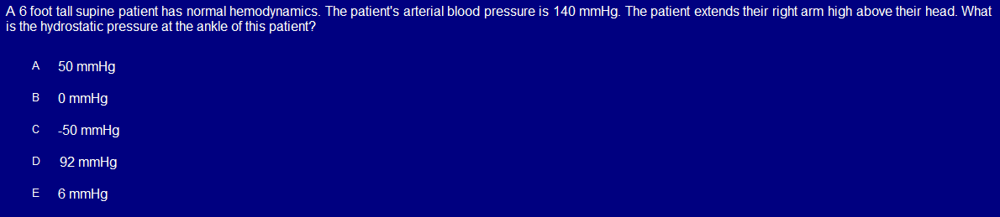 A 6 foot tall supine patient has normal hemodynamics. The patient's arterial blood pressure is 140 mmHg. The patient extends their right arm high above their head. What
is the hydrostatic pressure at the ankle of this patient?
A 50 mmHg
B 0 mmHg
C -50 mmHg
D 92 mmHg
E 6 mmHg